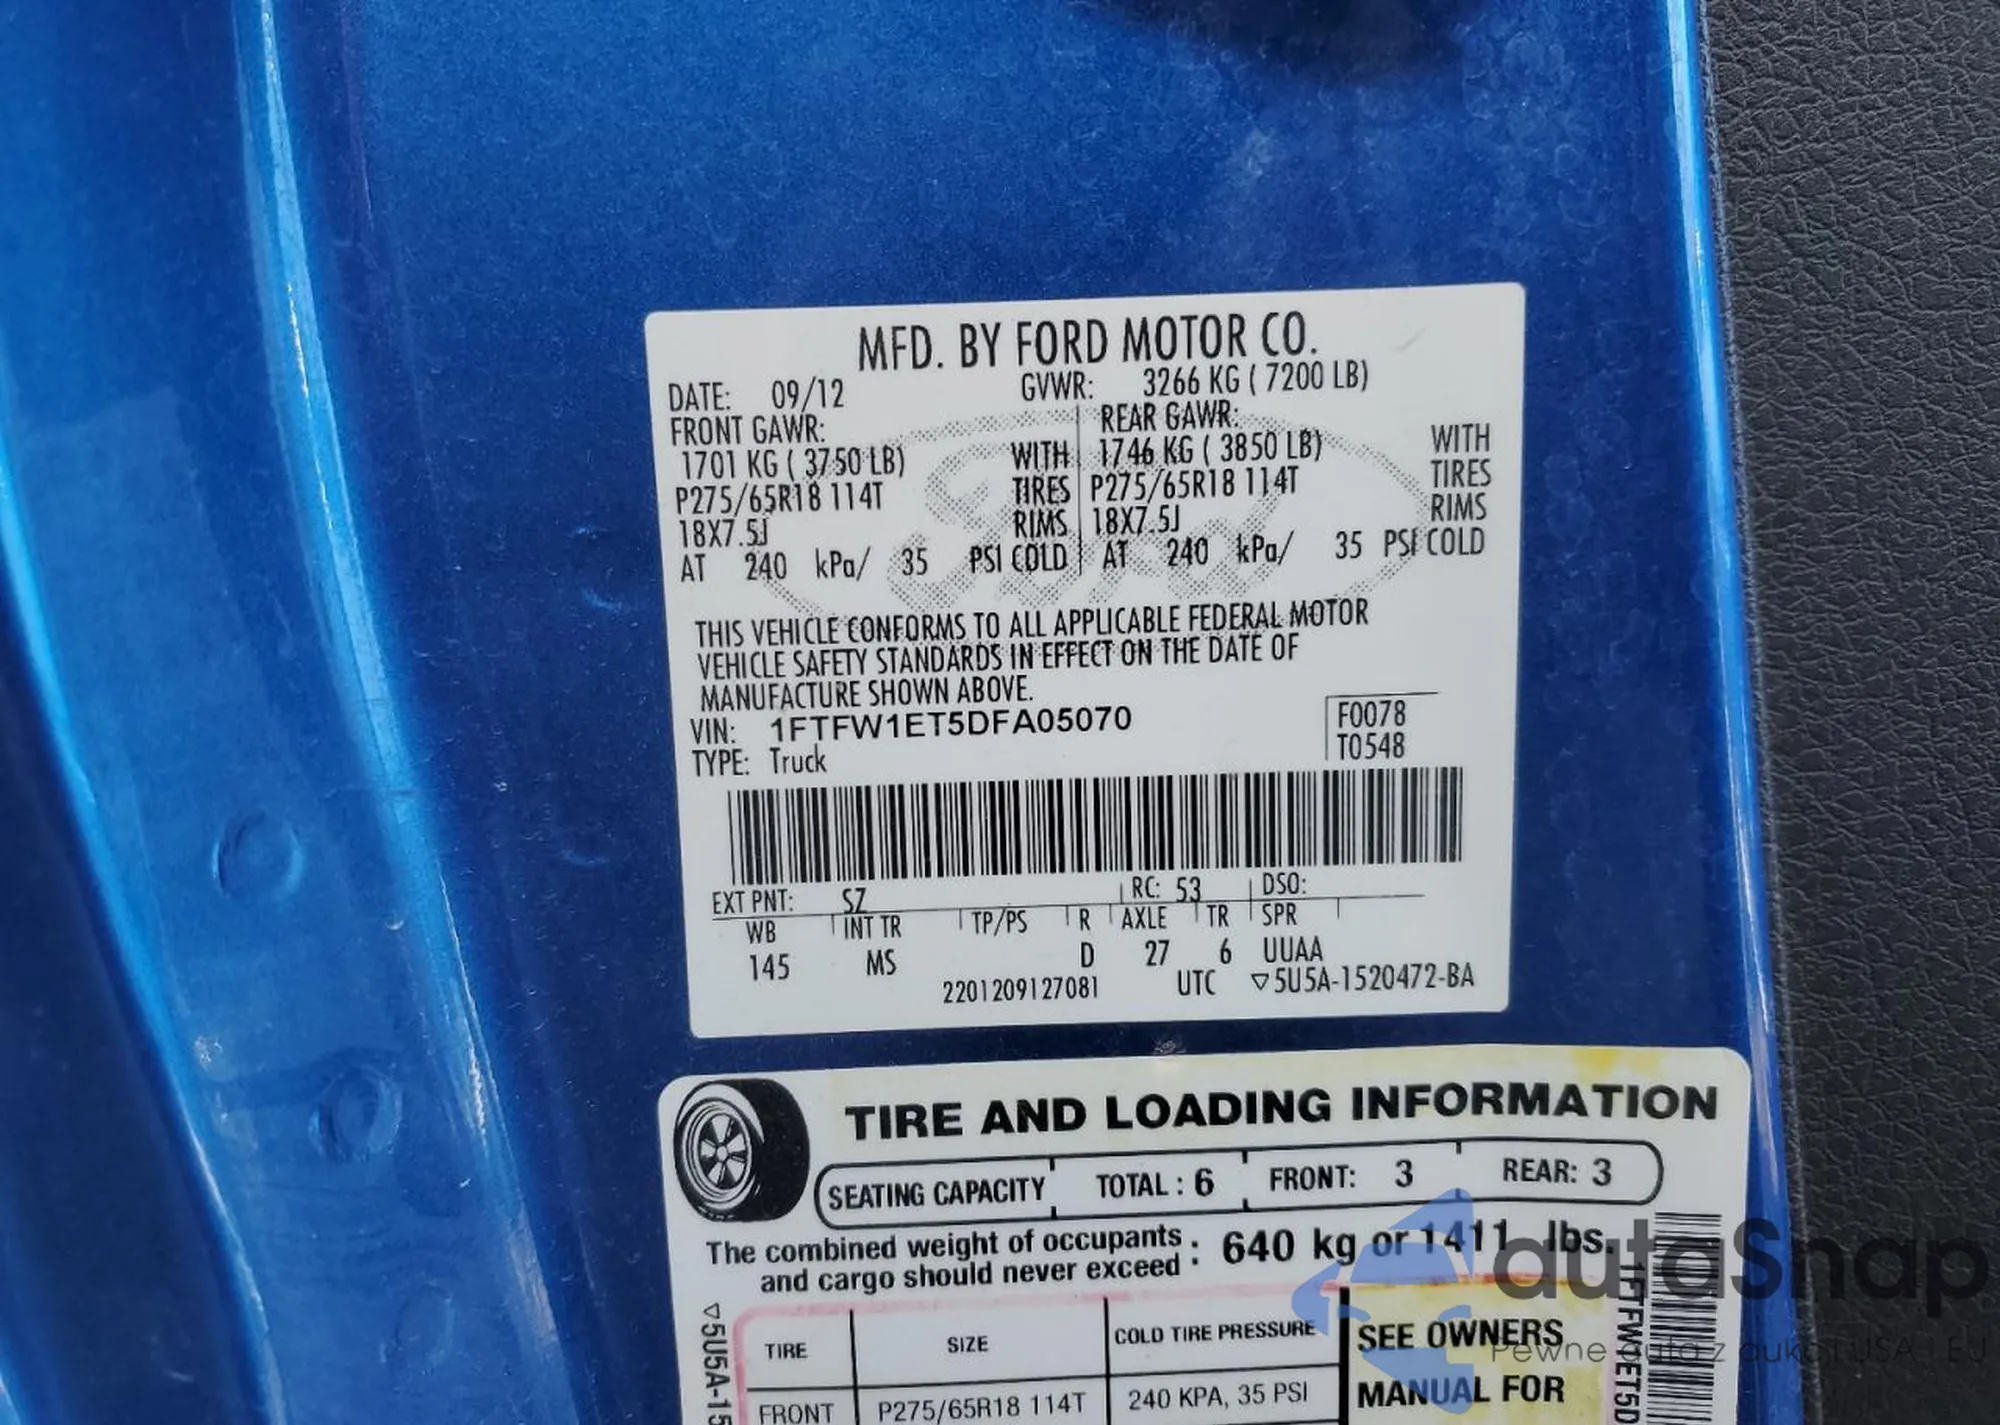 MFD. BY FORD MOTOR CO.
DATE: 09/12 GVWR: 3266 KG ( 7200 LB)
FRONT GAWR: REAR GAWR:
1701 KG ( 3750 LB) WITH 1746 KG ( 3850 LB) WITH
P275/65R18 114T TIRES P275/65R18 114T TIRES
18X7.5J RIMS 18X7.5J RIMS
AT 240 kPa/ 35 PSI COLD AT 240 kPa/ 35 PSI COLD
THIS VEHICLE CONFORMS TO ALL APPLICABLE FEDERAL MOTOR
VEHICLE SAFETY STANDARDS IN EFFECT ON THE DATE OF
MANUFACTURE SHOWN ABOVE.
VIN: 1FTFW1ET5DFA05070 F0078
TYPE: Truck T0548
EXT PNT: SZ RC: 53 DSO:
WB INT TR TP/PS R AXLE TR SPR
145 MS D 27 6 UUAA
2201209127081 UTC ▽5U5A-1520472-BA
TIRE AND LOADING INFORMATION
SEATING CAPACITY TOTAL : 6 FRONT: 3 REAR: 3
The combined weight of occupants : 640 kg or 1411 lbs.
and cargo should never exceed :
TIRE SIZE COLD TIRE PRESSURE SEE OWNERS
FRONT P275/65R18 114T 240 KPA, 35 PSI MANUAL FOR
▽5U5A-15
autoSnap
Pewne auta z aukcji USA i EU